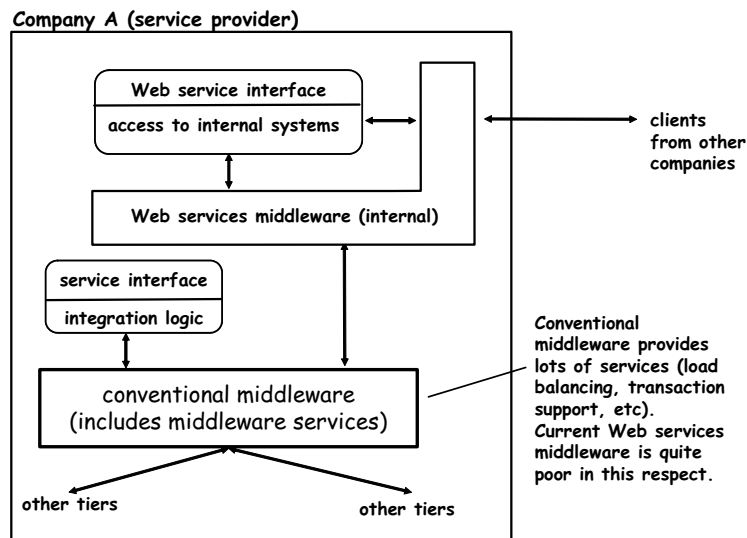 Company A (service provider)
Web service interface
access to internal systems
clients
from other
companies
Web services middleware (internal)
service interface
integration logic
Conventional
middleware provides
lots of services (load
balancing, transaction
support, etc).
Current Web services
middleware is quite
poor in this respect.
conventional middleware
(includes middleware services)
other tiers
other tiers